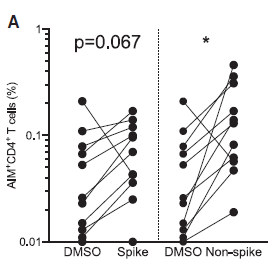 A
p=0.067
*
AIM⁺CD4⁺ T cells (%)
1
0.1
0.01
DMSO Spike DMSO Non-spike